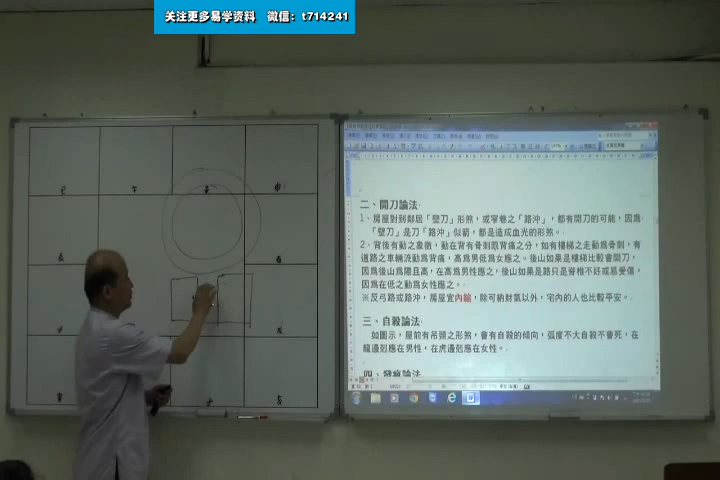 关注更多易学资料 微信：t714241
二、開刀論法
1、房屋對到鄰居「壁刀」形煞，或窄巷之「路沖」，都有開刀的可能，因為
「壁刀」是刀「路沖」似箭，都是造成血光的形煞。
2、背後有動之象徵，動在背有骨刺跟背痛之分，如有樓梯之走動為骨刺，有
道路之車輛流動為背痛，高為男低為女應之。後山如果是樓梯比較會開刀，
因為後山為陽且高，在高為男性應之，後山如果是路只是脊椎不好或易受傷，
因為在低之動為女性應之。
※反弓路或路沖，房屋宜內縮，除可納財氣以外，宅內的人也比較平安。
三、自殺論法
如圖示，屋前有吊頸之形煞，會有自殺的傾向，弧度不大自殺不會死，在
龍邊剋應在男性，在虎邊剋應在女性。
四、發瘋論法